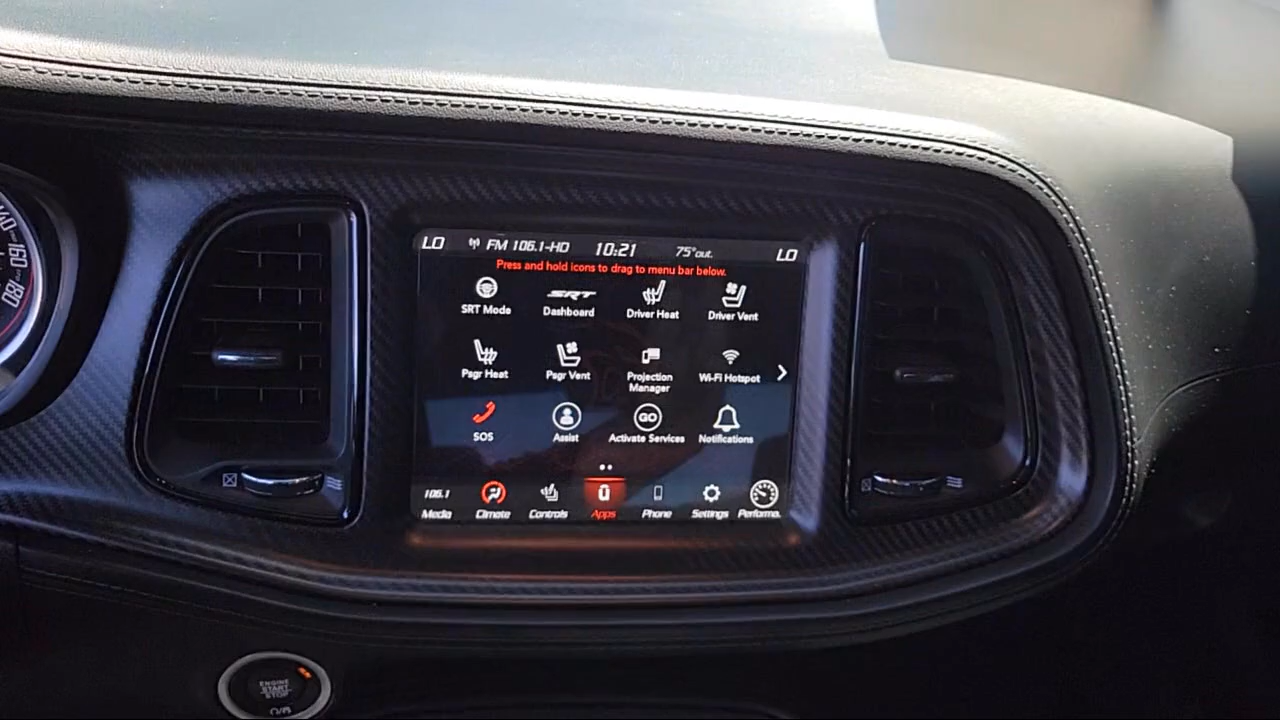 LO FM 106.1-HD 10:21 75°out. LO
Press and hold icons to drag to menu bar below.
SRT Mode
SRT
Dashboard
Driver Heat
Driver Vent
Psgr Heat
Psgr Vent
Projection
Manager
Wi-Fi Hotspot
SOS
Assist
GO
Activate Services
Notifications
106.1
Media
Climate
Controls
Apps
Phone
Settings
Performa.
140
160
180
ENGINE
START
STOP